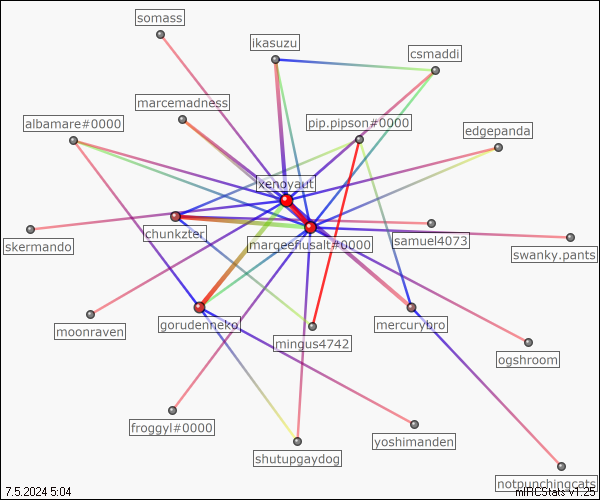 somass
ikasuzu
csmaddi
marcemadness
albamare#0000
pip.pipson#0000
edgepanda
xenoyaut
chunkzter
marqeefiusalt#0000
samuel4073
skermando
swanky.pants
moonraven
gorudenneko
mercurybro
mingus4742
ogshroom
froggyl#0000
yoshimanden
shutupgaydog
notpunchingcats
7.5.2024 5:04
mIRCStats v1.25